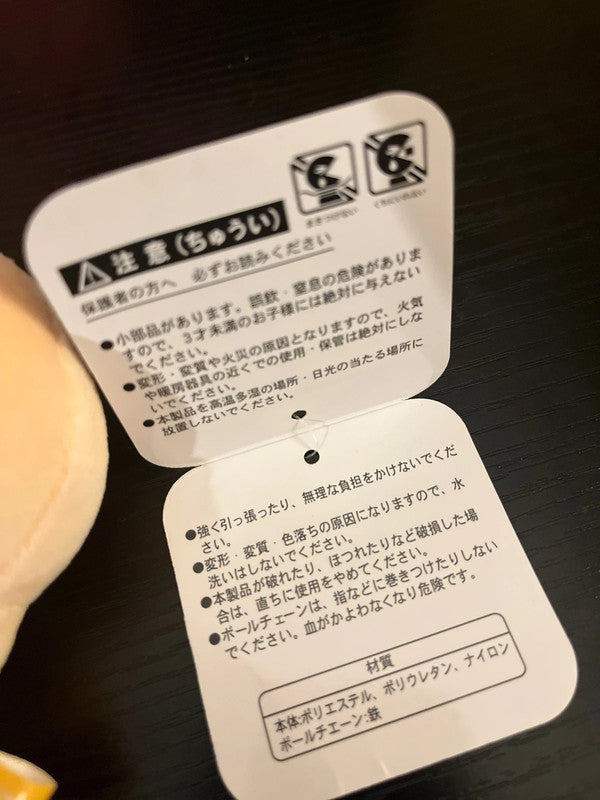 まきつけない
くちにいれない
注意(ちゅうい)
保護者の方へ 必ずお読みください
●小部品があります。誤飲・窒息の危険がありま
すので、3才未満のお子様には絶対に与えない
でください。
●変形・変質や火災の原因となりますので、火気
や暖房器具の近くでの使用・保管は絶対にしな
いでください。
●本製品を高温多湿の場所・日光の当たる場所に
放置しないでください。
●強く引っ張ったり、無理な負担をかけないでくだ
さい。
●変形・変質・色落ちの原因になりますので、水
洗いはしないでください。
●本製品が破れたり、ほつれたりなど破損した場
合は、直ちに使用をやめてください。
●ボールチェーンは、指などに巻きつけたりしない
でください。血がかよわなくなり危険です。
材質
本体:ポリエステル、ポリウレタン、ナイロン
ボールチエーン:鉄